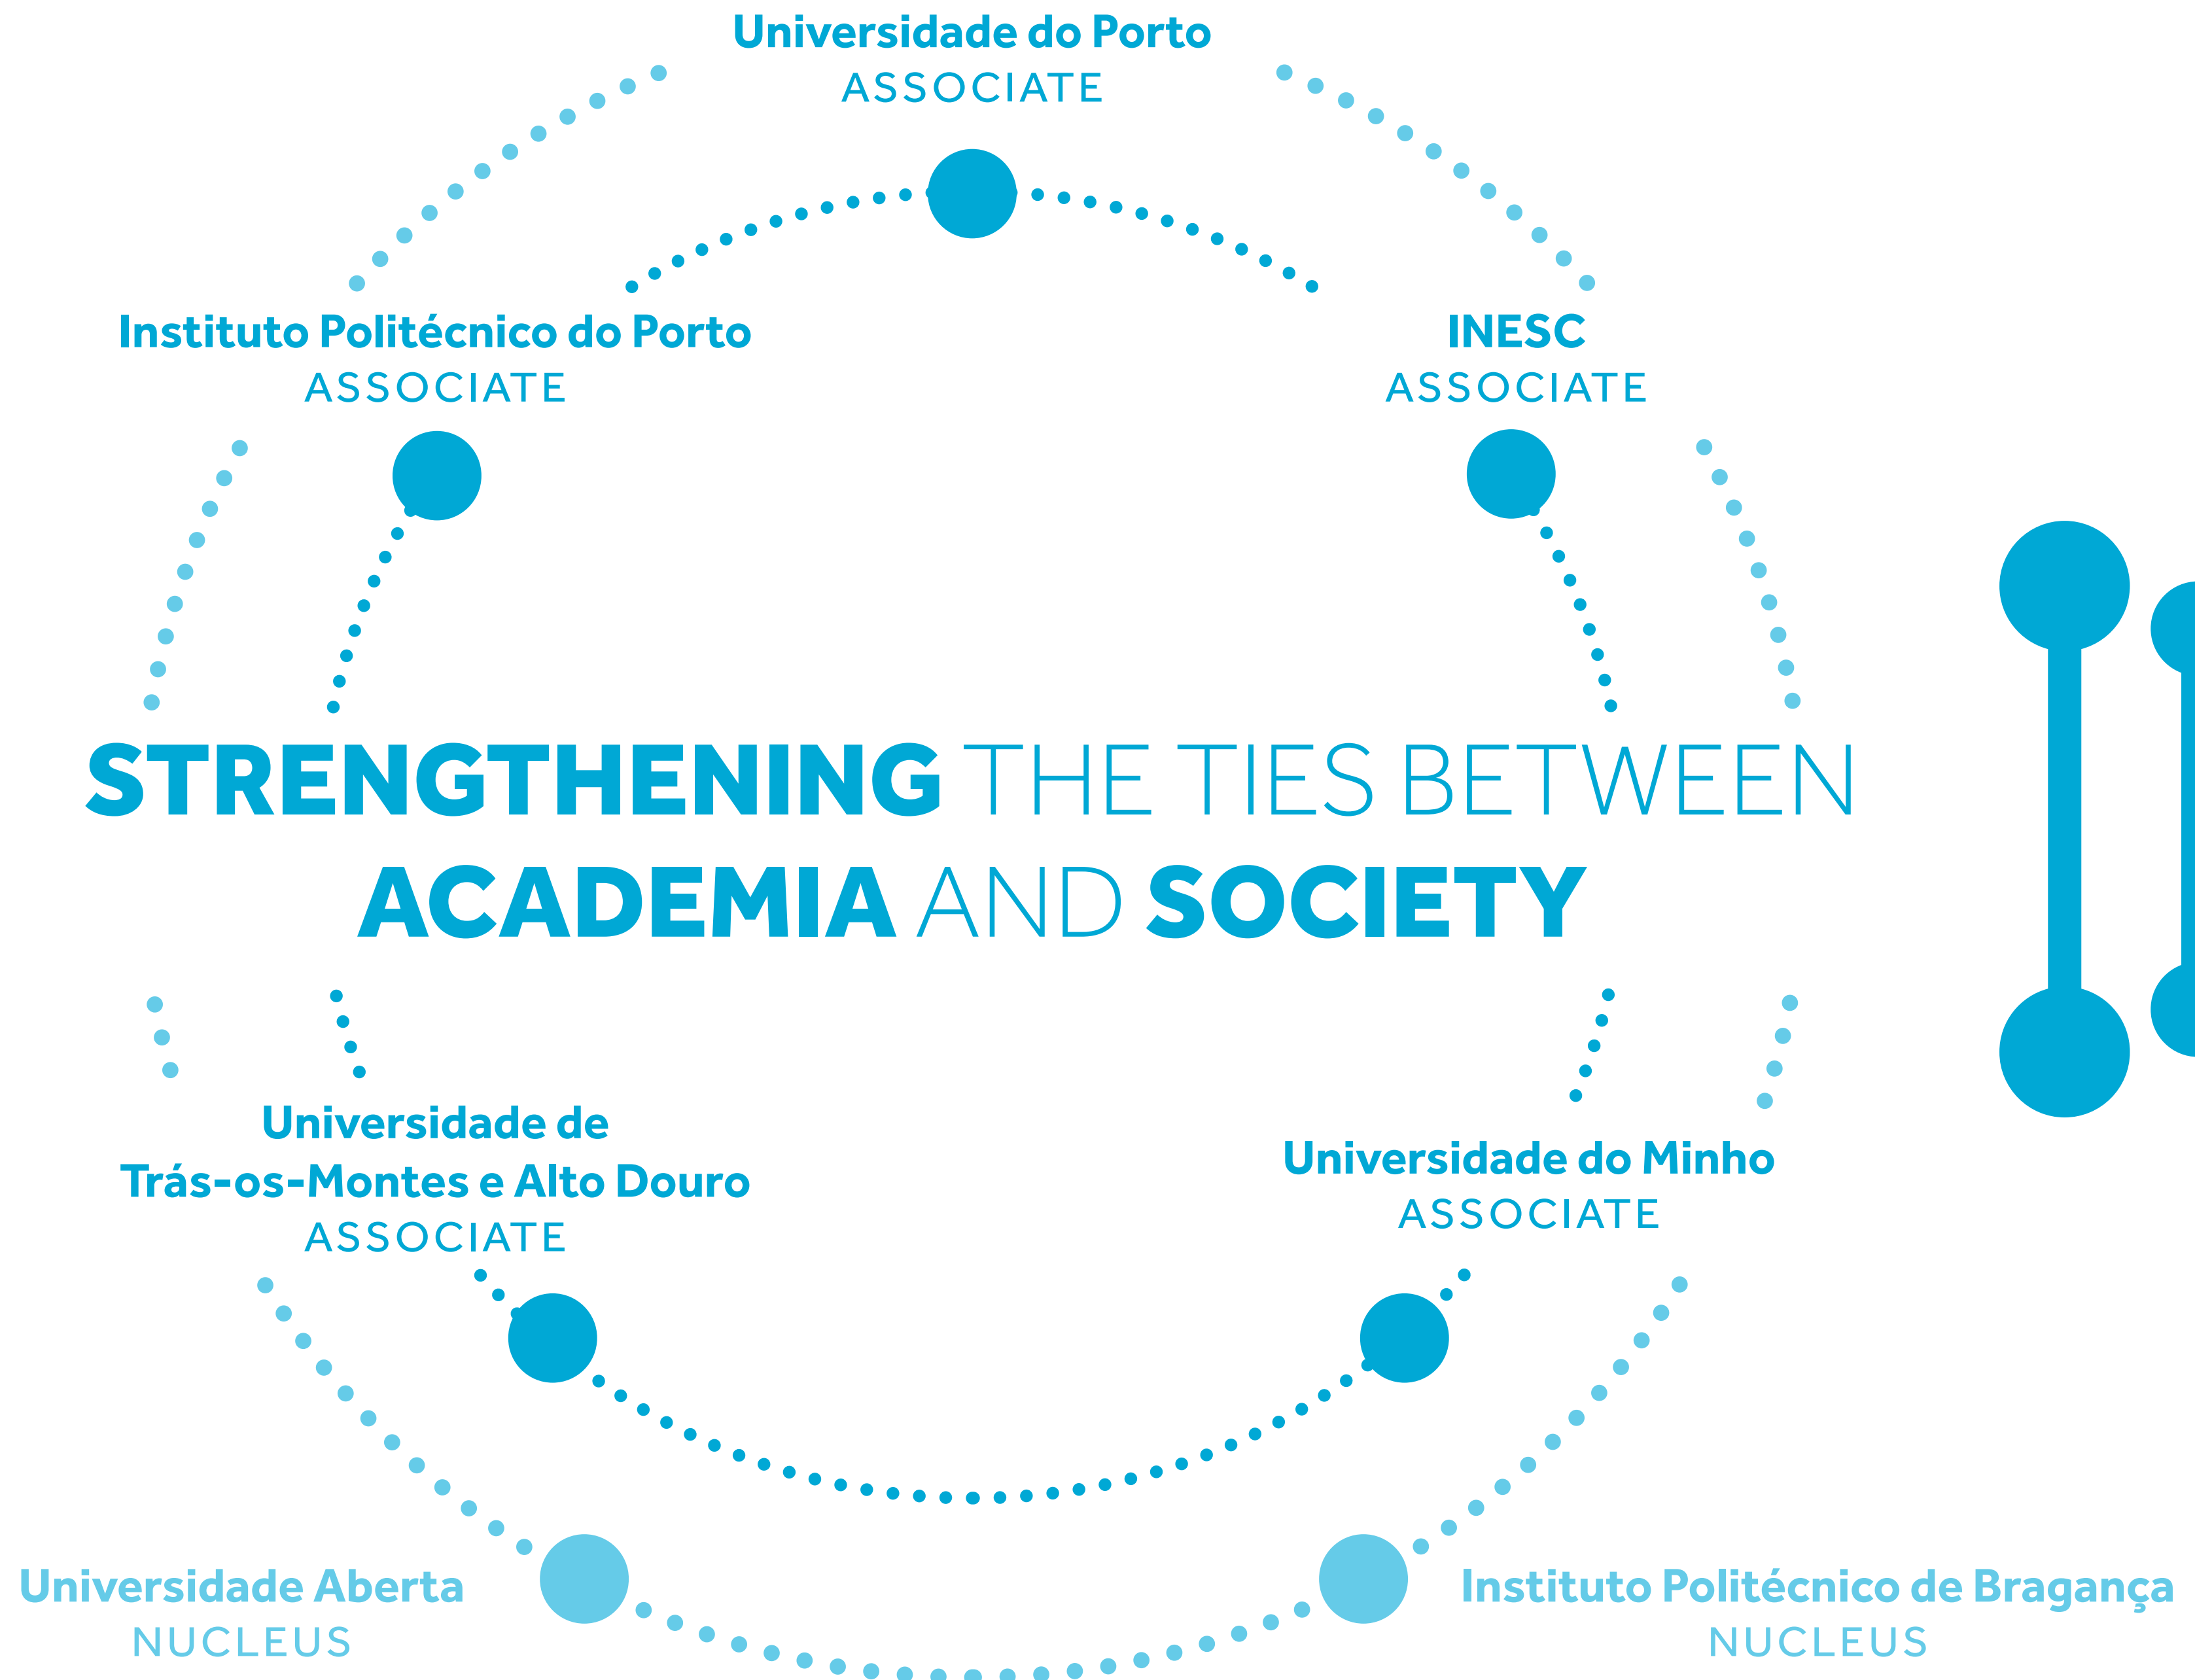 Universidade do Porto
ASSOCIATE
Instituto Politécnico do Porto
ASSOCIATE
INESC
ASSOCIATE
STRENGTHENING THE TIES BETWEEN
ACADEMIA AND SOCIETY
Universidade de
Trás-os-Montes e Alto Douro
ASSOCIATE
Universidade do Minho
ASSOCIATE
Universidade Aberta
NUCLEUS
Instituto Politécnico de Bragança
NUCLEUS